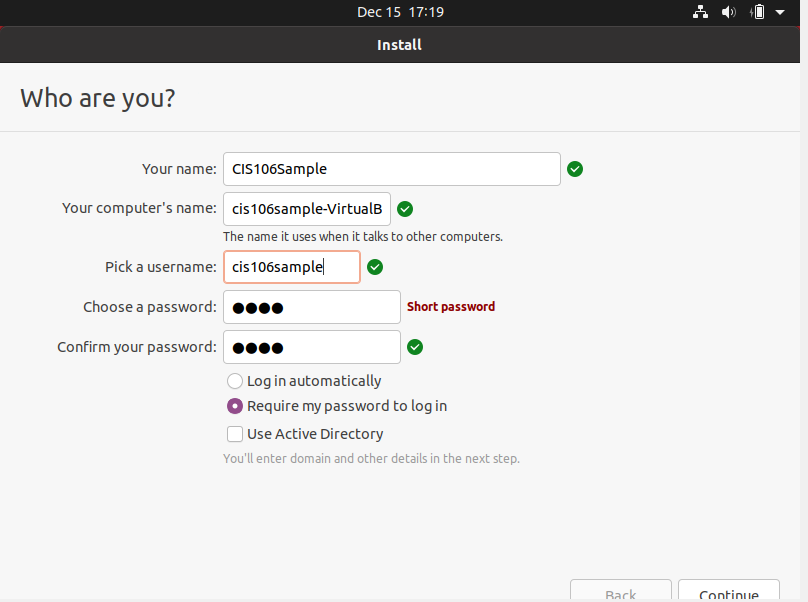 Dec 15 17:19
Install
Who are you?
Your name: CIS106Sample
Your computer's name: cis106sample-VirtualB
The name it uses when it talks to other computers.
Pick a username: cis106sample
Choose a password: ●●●● Short password
Confirm your password: ●●●●
Log in automatically
Require my password to log in
Use Active Directory
You'll enter domain and other details in the next step.
Back Continue